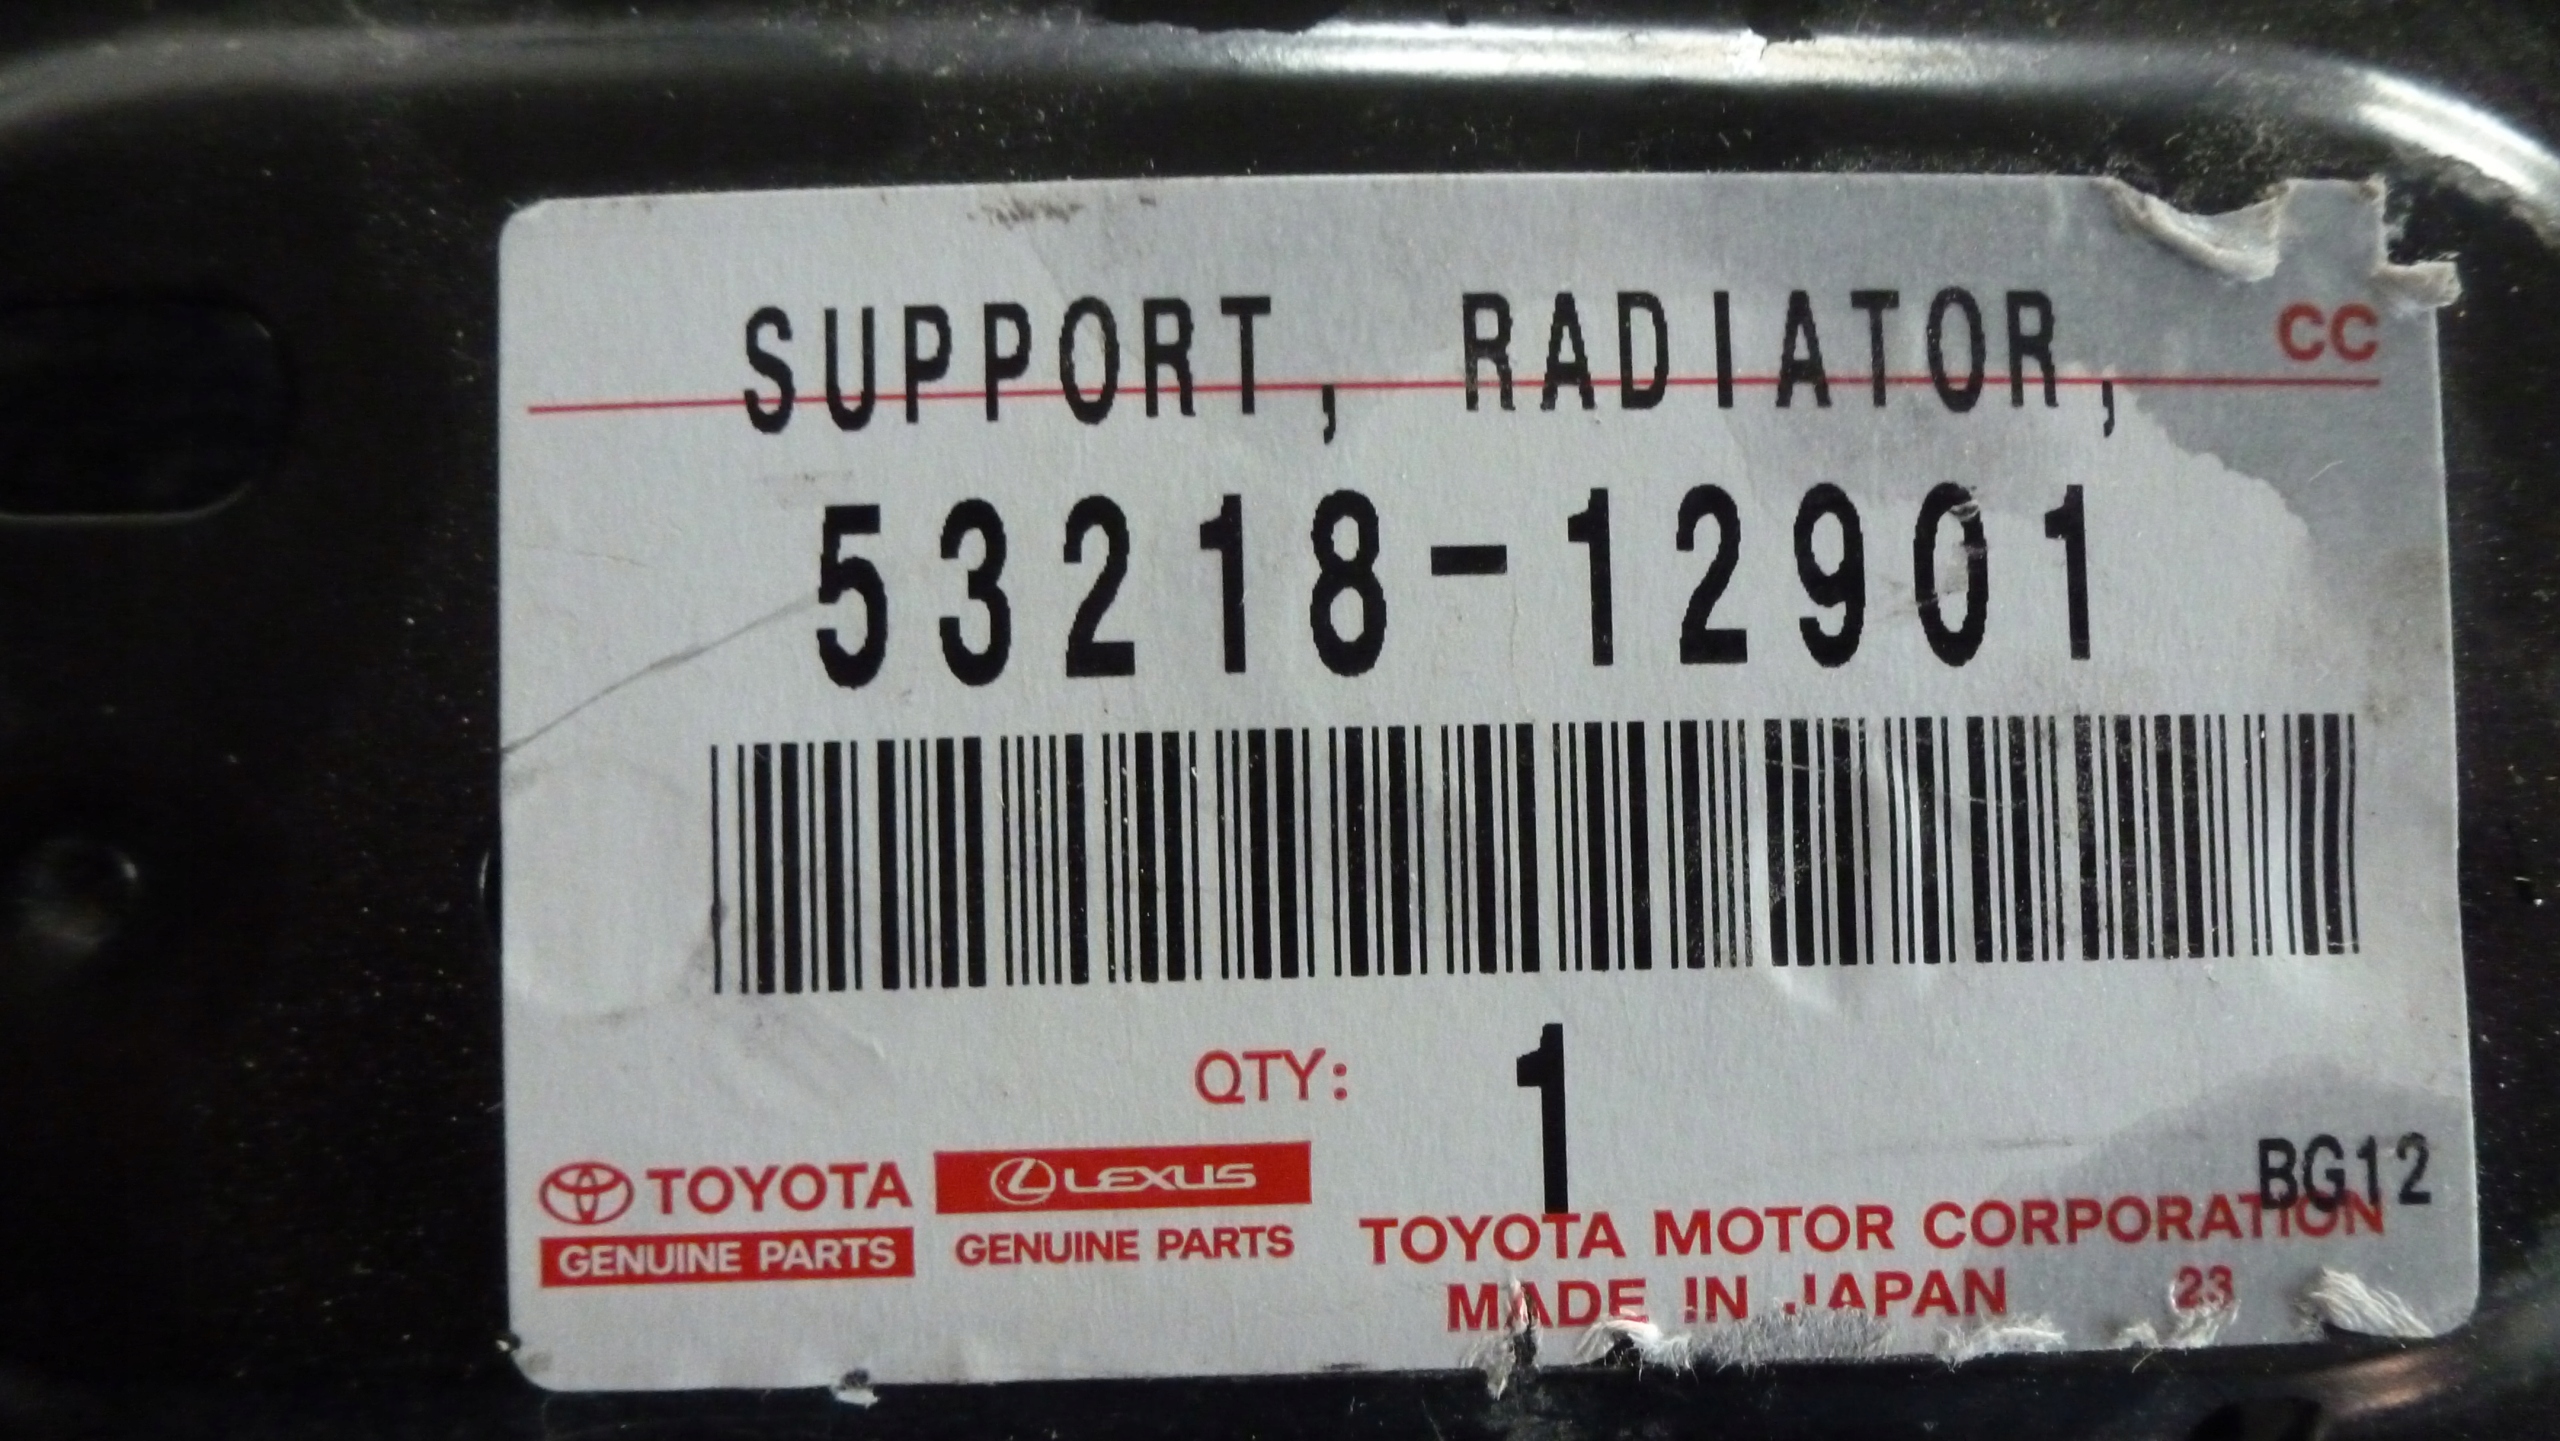 CC
SUPPORT, RADIATOR,
53218-12901
QTY: 1
BG12
TOYOTA
GENUINE PARTS
LEXUS
GENUINE PARTS
TOYOTA MOTOR CORPORATION
MADE IN JAPAN 23